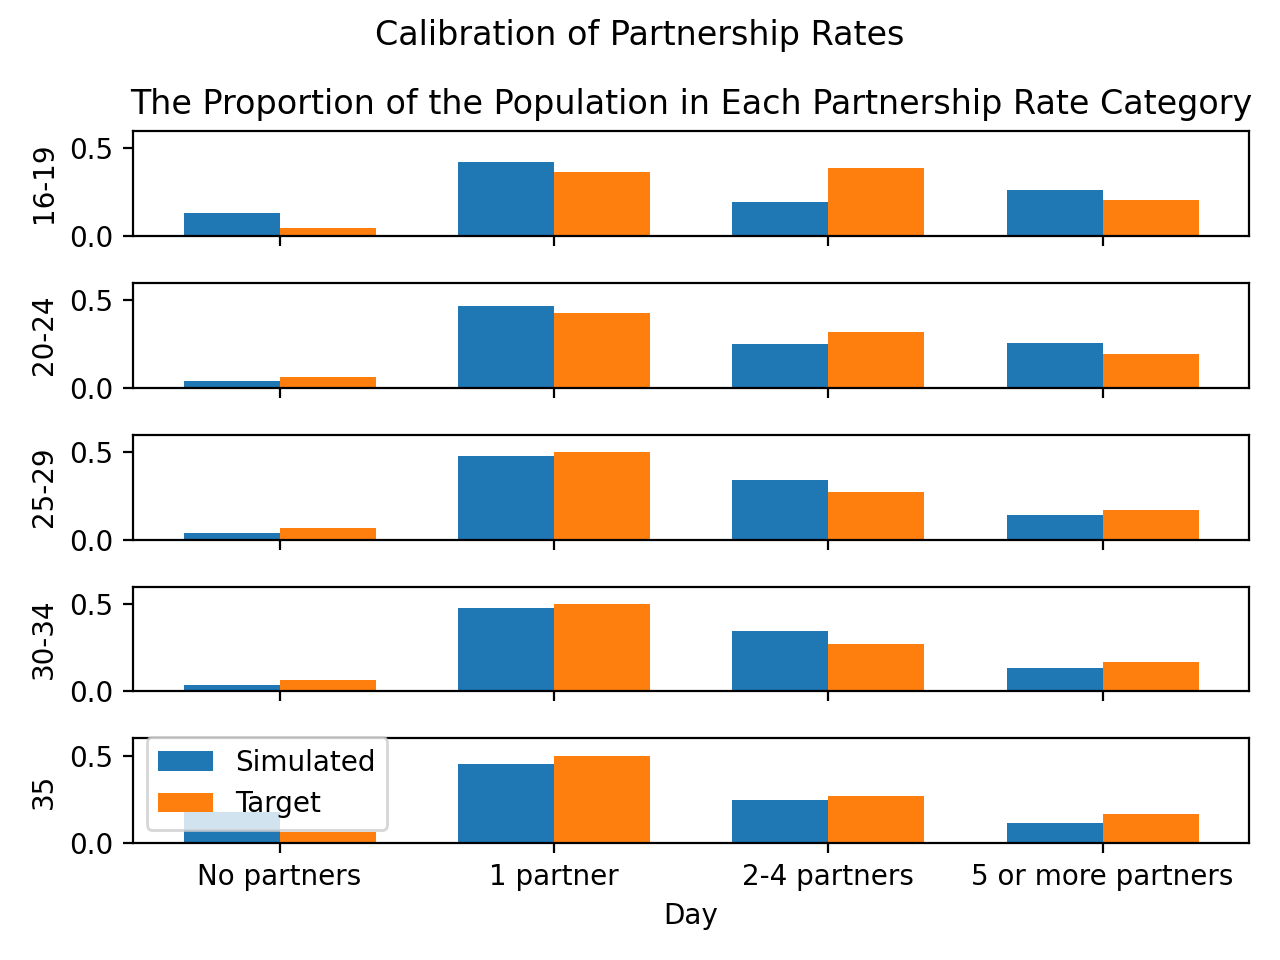 Calibration of Partnership Rates
The Proportion of the Population in Each Partnership Rate Category
0.5
0.0
16-19
0.5
0.0
20-24
0.5
0.0
25-29
0.5
0.0
30-34
0.5
0.0
35
Simulated
Target
No partners 1 partner 2-4 partners 5 or more partners
Day